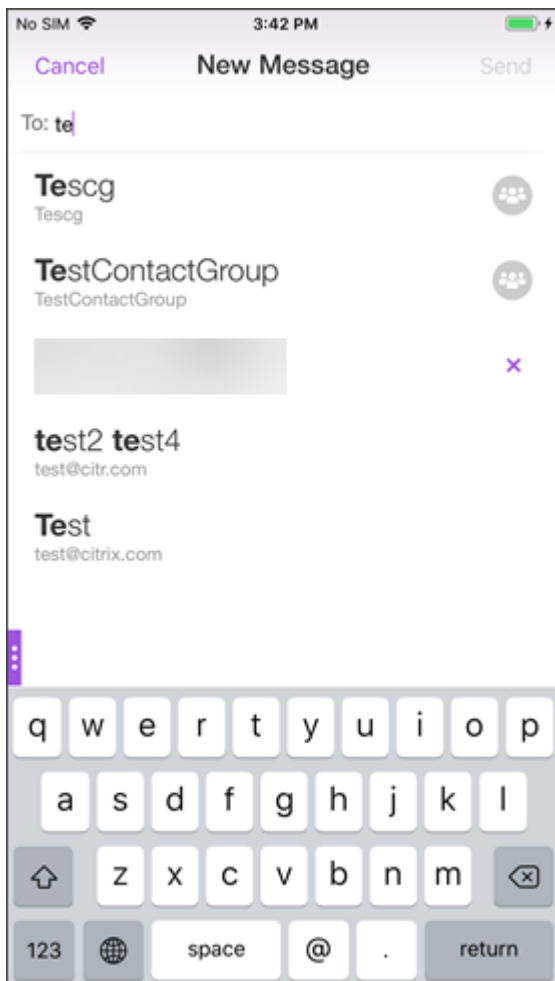 No SIM 3:42 PM
Cancel New Message Send
To: te
Tescg
Tescg
TestContactGroup
TestContactGroup
test2 test4
test@citr.com
Test
test@citrix.com
q w e r t y u i o p
a s d f g h j k l
z x c v b n m
123 space @ . return